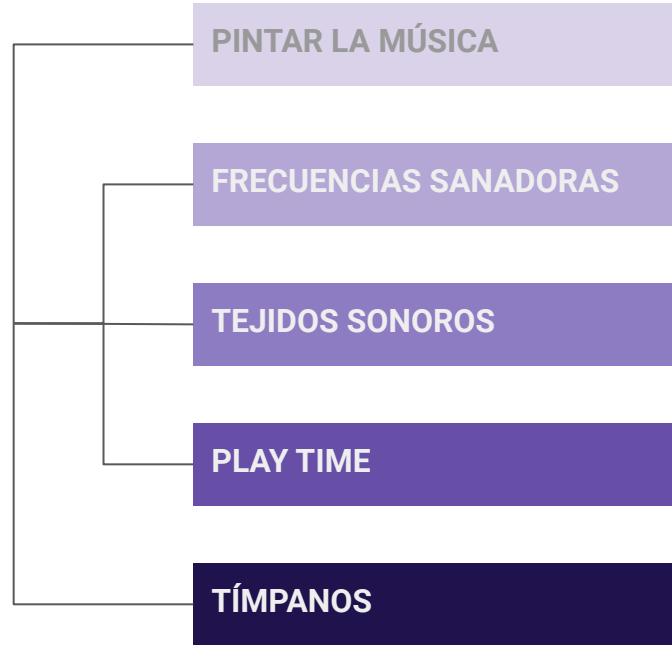 PINTAR LA MÚSICA
FRECUENCIAS SANADORAS
TEJIDOS SONOROS
PLAY TIME
TÍMPANOS